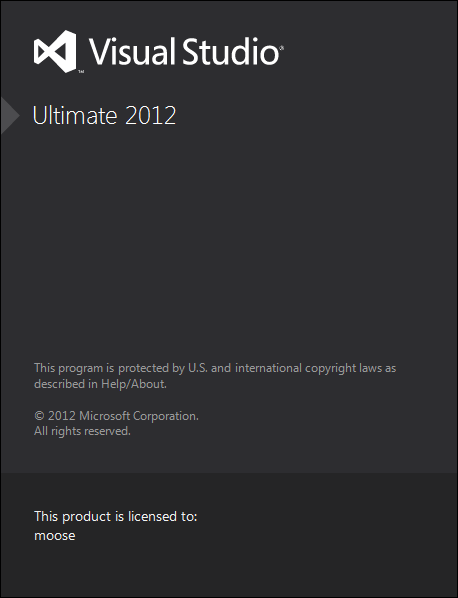 Visual Studio®
™
Ultimate 2012
This program is protected by U.S. and international copyright laws as
described in Help/About.
© 2012 Microsoft Corporation.
All rights reserved.
This product is licensed to:
moose